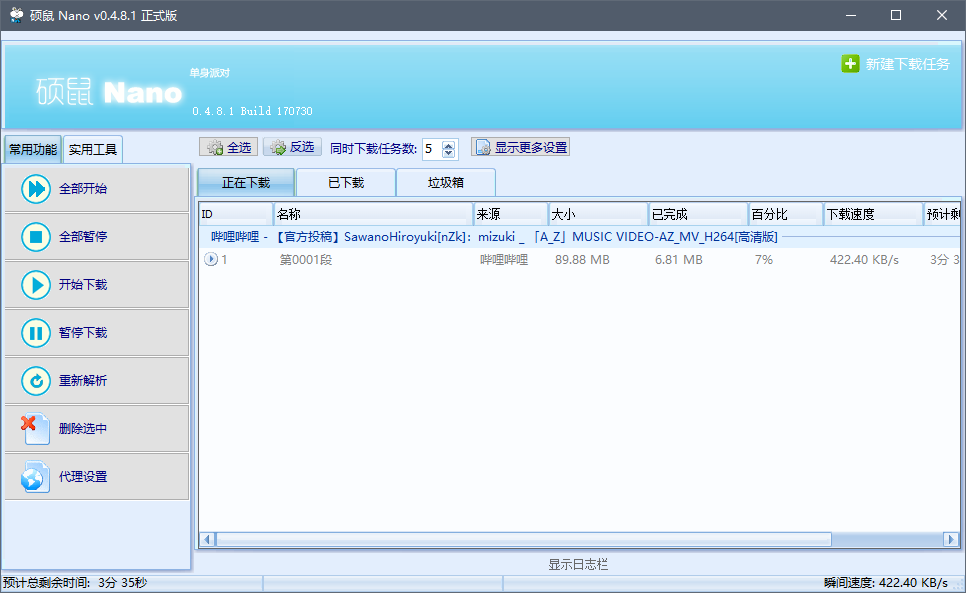 硕鼠 Nano v0.4.8.1 正式版
单身派对
新建下载任务
硕鼠 Nano
0.4.8.1 Build 170730
常用功能 实用工具
全选 反选 同时下载任务数: 5 显示更多设置
正在下载 已下载 垃圾箱
全部开始
全部暂停
开始下载
暂停下载
重新解析
删除选中
代理设置
ID 名称 来源 大小 已完成 百分比 下载速度 预计剩
哔哩哔哩 - 【官方投稿】SawanoHiroyuki[nZk]：mizuki _ 「A_Z」MUSIC VIDEO-AZ_MV_H264[高清版]
1 第0001段 哔哩哔哩 89.88 MB 6.81 MB 7% 422.40 KB/s 3分 3
显示日志栏
预计总剩余时间: 3分 35秒 瞬间速度: 422.40 KB/s